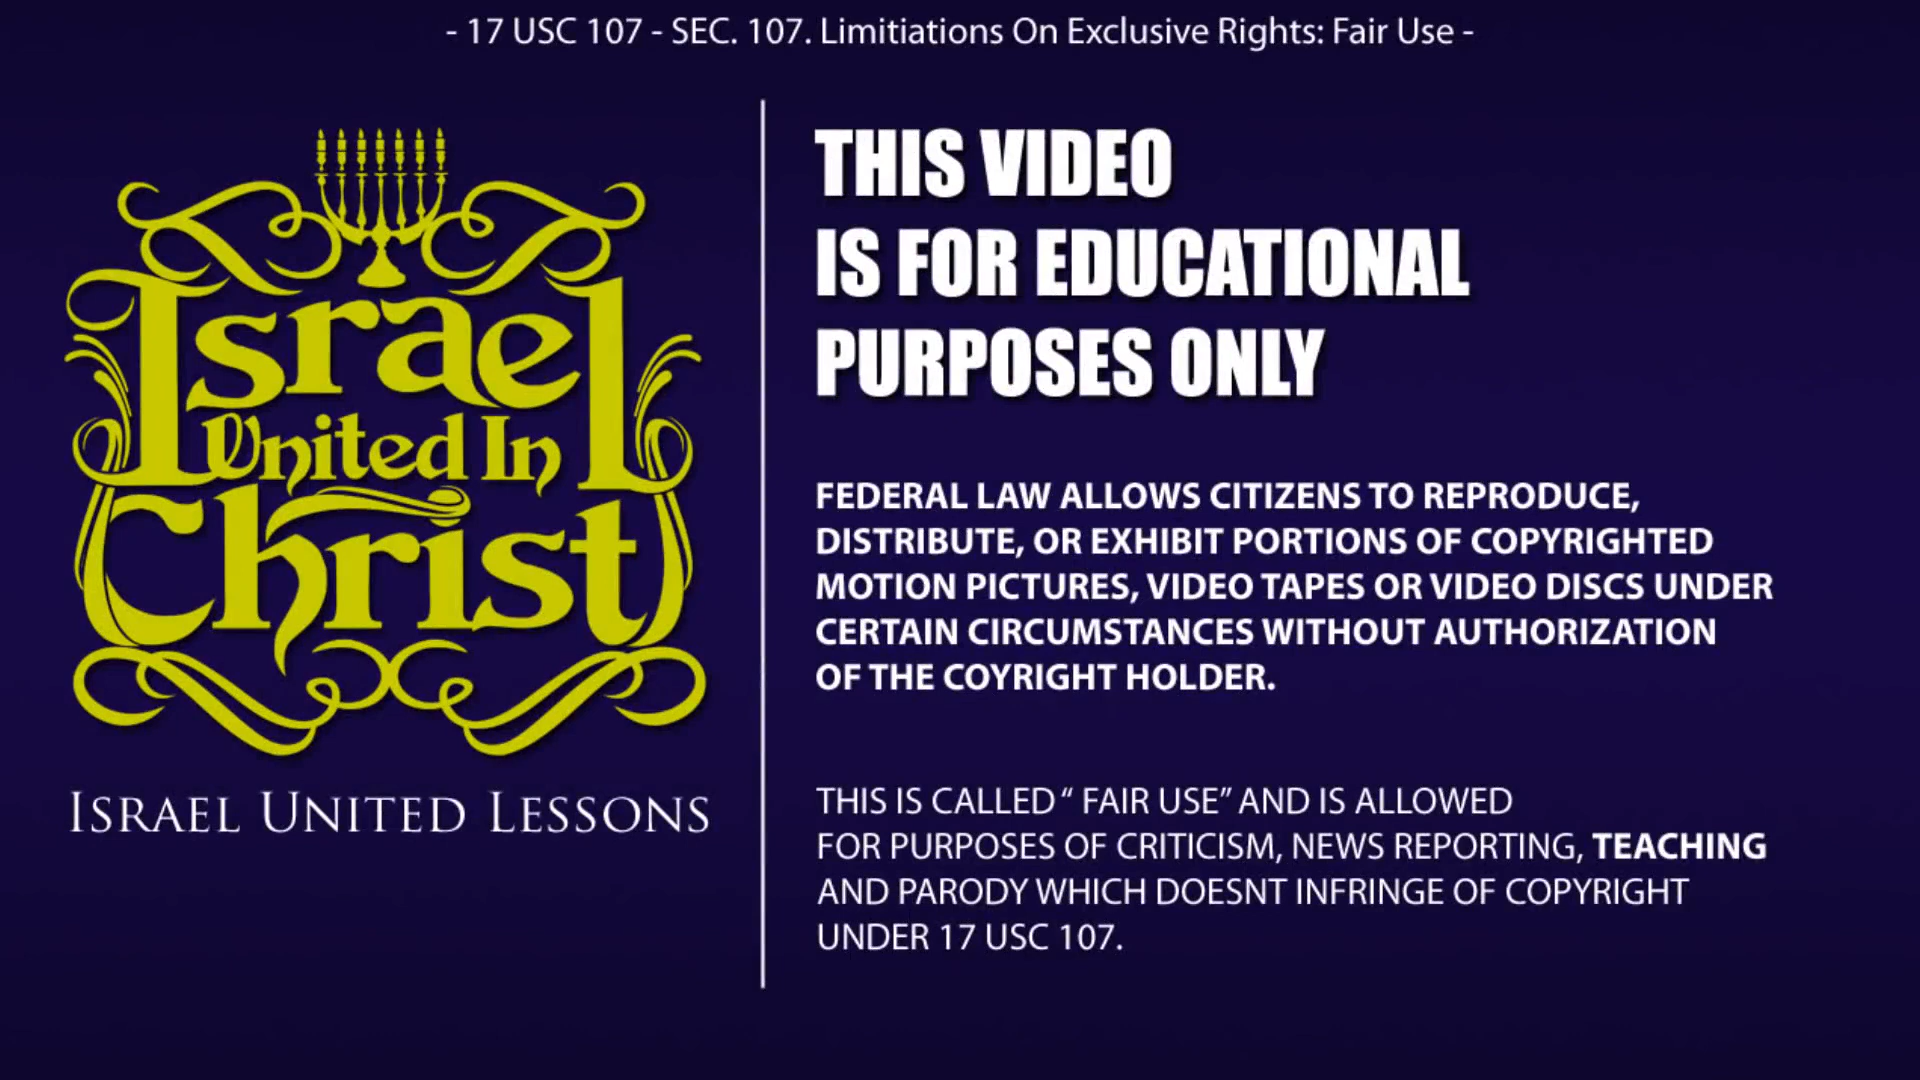 - 17 USC 107 - SEC. 107. Limitiations On Exclusive Rights: Fair Use -
Israel
United In
Christ
ISRAEL UNITED LESSONS
THIS VIDEO
IS FOR EDUCATIONAL
PURPOSES ONLY
FEDERAL LAW ALLOWS CITIZENS TO REPRODUCE,
DISTRIBUTE, OR EXHIBIT PORTIONS OF COPYRIGHTED
MOTION PICTURES, VIDEO TAPES OR VIDEO DISCS UNDER
CERTAIN CIRCUMSTANCES WITHOUT AUTHORIZATION
OF THE COYRIGHT HOLDER.
THIS IS CALLED “ FAIR USE” AND IS ALLOWED
FOR PURPOSES OF CRITICISM, NEWS REPORTING, TEACHING
AND PARODY WHICH DOESNT INFRINGE OF COPYRIGHT
UNDER 17 USC 107.